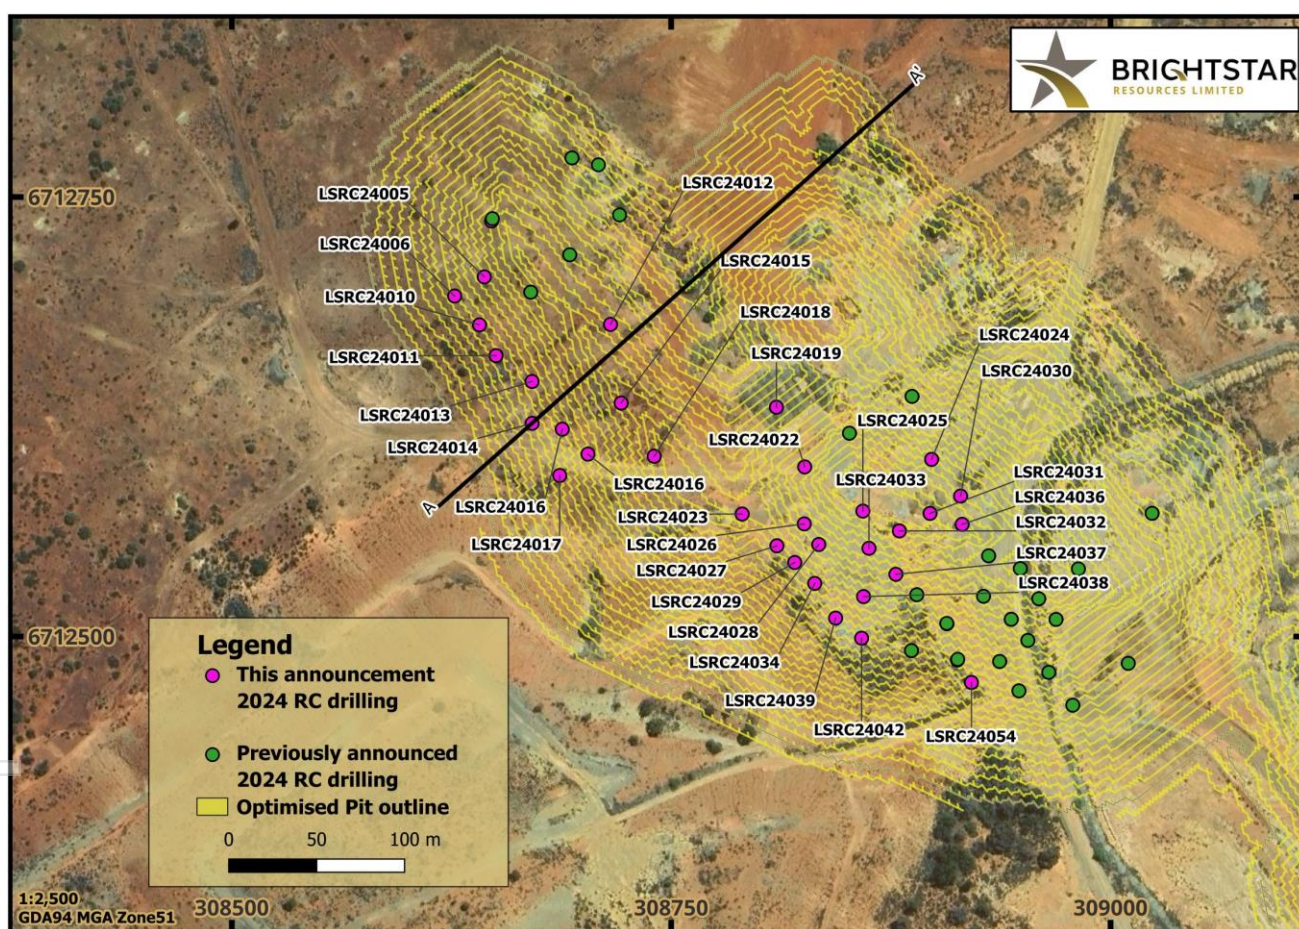 BRIGHTSTAR
RESOURCES LIMITED
A'
LSRC24012
LSRC24005
6712750
LSRC24006
LSRC24015
LSRC24010
LSRC24018
LSRC24024
LSRC24011
LSRC24019
LSRC24030
LSRC24013
LSRC24025
LSRC24014
LSRC24022
LSRC24031
LSRC24033
LSRC24016
LSRC24036
A
LSRC24016
LSRC24023
LSRC24032
LSRC24017
LSRC24026
LSRC24037
LSRC24027
LSRC24038
LSRC24029
LSRC24028
6712500
LSRC24034
LSRC24039
LSRC24042
LSRC24054
Legend
This announcement
2024 RC drilling
Previously announced
2024 RC drilling
Optimised Pit outline
0 50 100 m
1:2,500
GDA94 MGA Zone51
308500
308750
309000